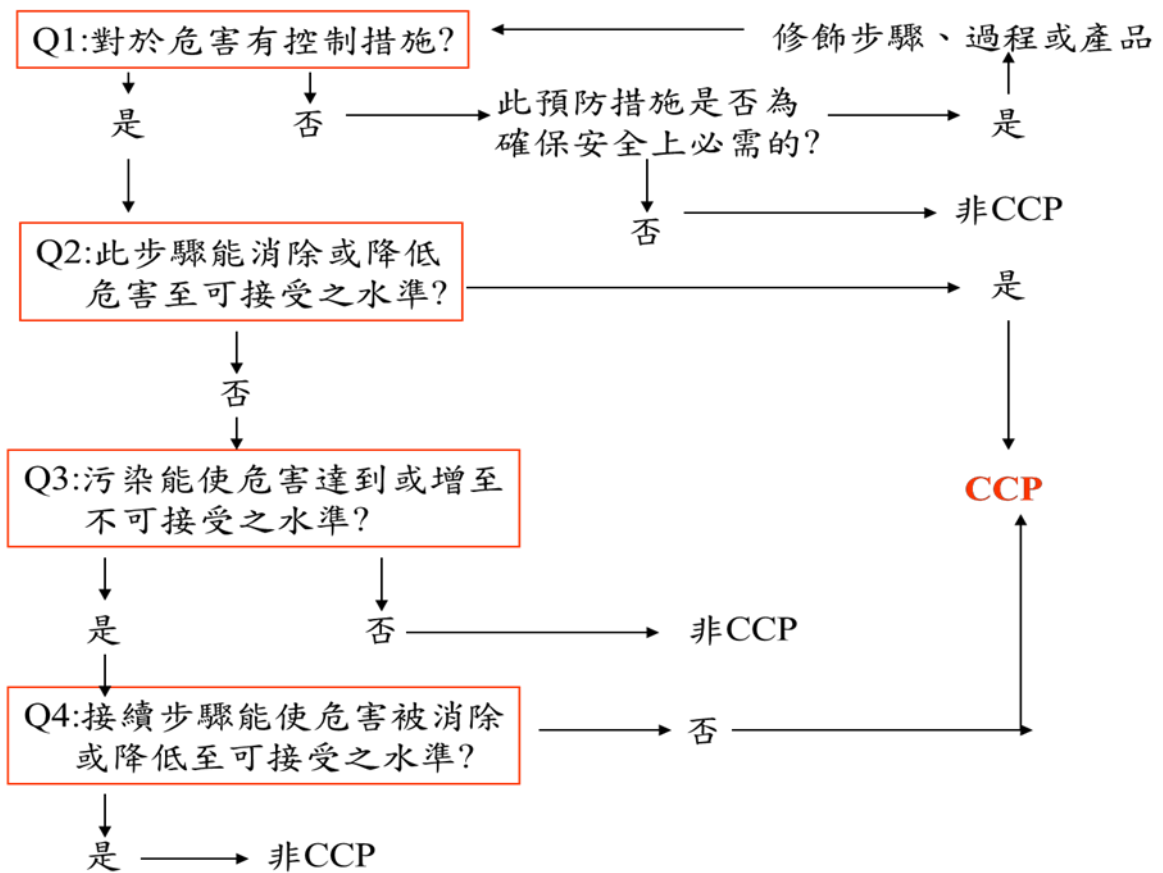 Q1:對於危害有控制措施?
修飾步驟、過程或產品
是
否
此預防措施是否為
確保安全上必需的?
是
否
非CCP
Q2:此步驟能消除或降低
危害至可接受之水準?
是
否
Q3:污染能使危害達到或增至
不可接受之水準?
CCP
是
否
非CCP
Q4:接續步驟能使危害被消除
或降低至可接受之水準?
否
是
非CCP